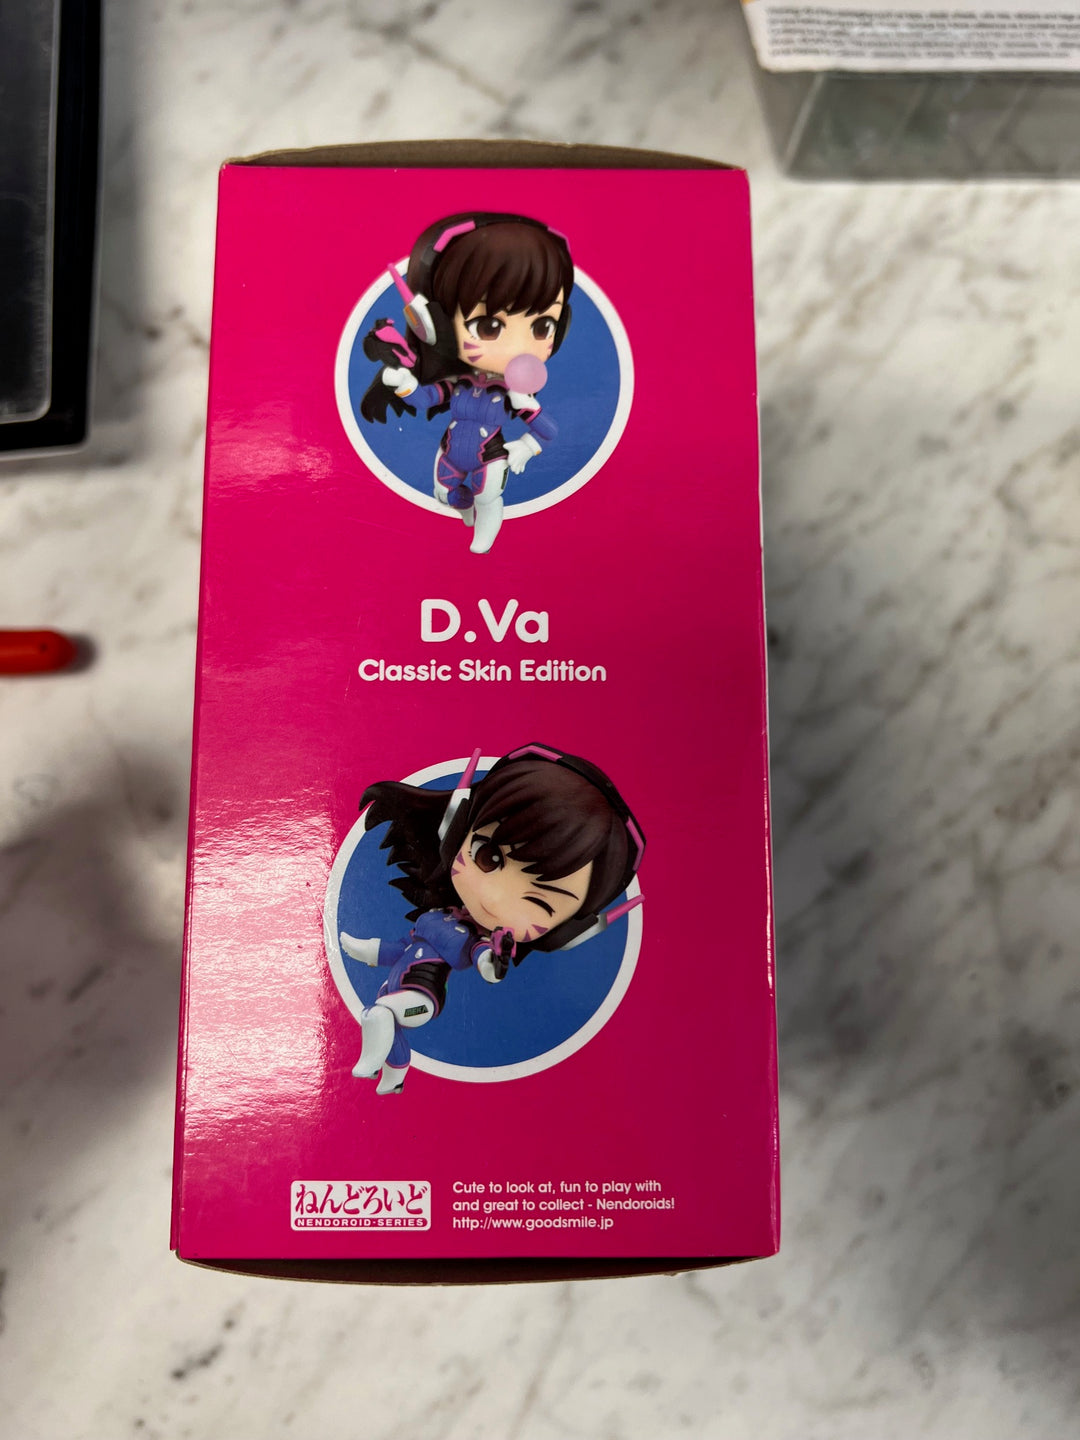 D.Va
Classic Skin Edition
MEKA
ねんどろいど
NENDOROID-SERIES
Cute to look at, fun to play with
and great to collect - Nendoroids!
http://www.goodsmile.jp